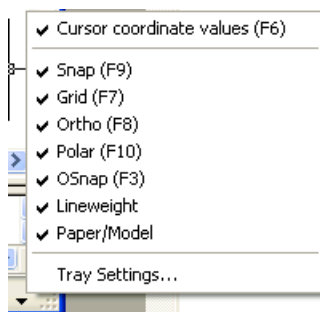 Cursor coordinate values (F6)
Snap (F9)
Grid (F7)
Ortho (F8)
Polar (F10)
OSnap (F3)
Lineweight
Paper/Model
Tray Settings...